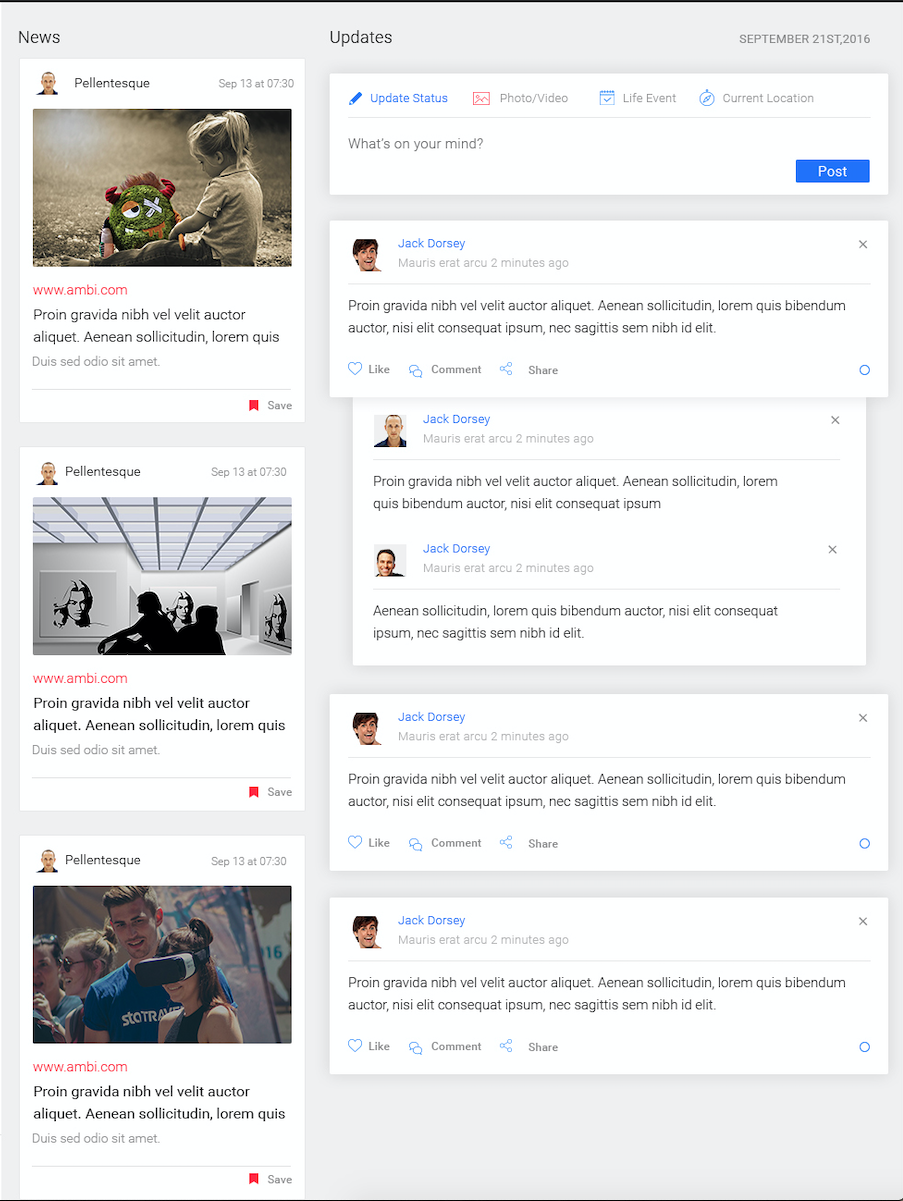 News
Pellentesque
Sep 13 at 07:30
www.ambi.com
Proin gravida nibh vel velit auctor
aliquet. Aenean sollicitudin, lorem quis
Duis sed odio sit amet.
Save
Pellentesque
Sep 13 at 07:30
www.ambi.com
Proin gravida nibh vel velit auctor
aliquet. Aenean sollicitudin, lorem quis
Duis sed odio sit amet.
Save
Pellentesque
Sep 13 at 07:30
016
STATRAVEL
www.ambi.com
Proin gravida nibh vel velit auctor
aliquet. Aenean sollicitudin, lorem quis
Duis sed odio sit amet.
Save
Updates
SEPTEMBER 21ST,2016
Update Status
Photo/Video
Life Event
Current Location
What's on your mind?
Post
Jack Dorsey
Mauris erat arcu 2 minutes ago
Proin gravida nibh vel velit auctor aliquet. Aenean sollicitudin, lorem quis bibendum
auctor, nisi elit consequat ipsum, nec sagittis sem nibh id elit.
Like
Comment
Share
Jack Dorsey
Mauris erat arcu 2 minutes ago
Proin gravida nibh vel velit auctor aliquet. Aenean sollicitudin, lorem
quis bibendum auctor, nisi elit consequat ipsum
Jack Dorsey
Mauris erat arcu 2 minutes ago
Aenean sollicitudin, lorem quis bibendum auctor, nisi elit consequat
ipsum, nec sagittis sem nibh id elit.
Jack Dorsey
Mauris erat arcu 2 minutes ago
Proin gravida nibh vel velit auctor aliquet. Aenean sollicitudin, lorem quis bibendum
auctor, nisi elit consequat ipsum, nec sagittis sem nibh id elit.
Like
Comment
Share
Jack Dorsey
Mauris erat arcu 2 minutes ago
Proin gravida nibh vel velit auctor aliquet. Aenean sollicitudin, lorem quis bibendum
auctor, nisi elit consequat ipsum, nec sagittis sem nibh id elit.
Like
Comment
Share